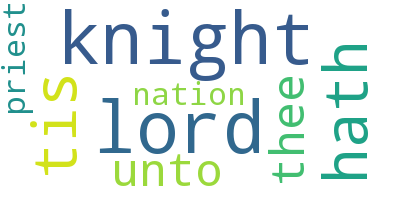 priest
tis
knight
lord
nation
unto
thee
hath